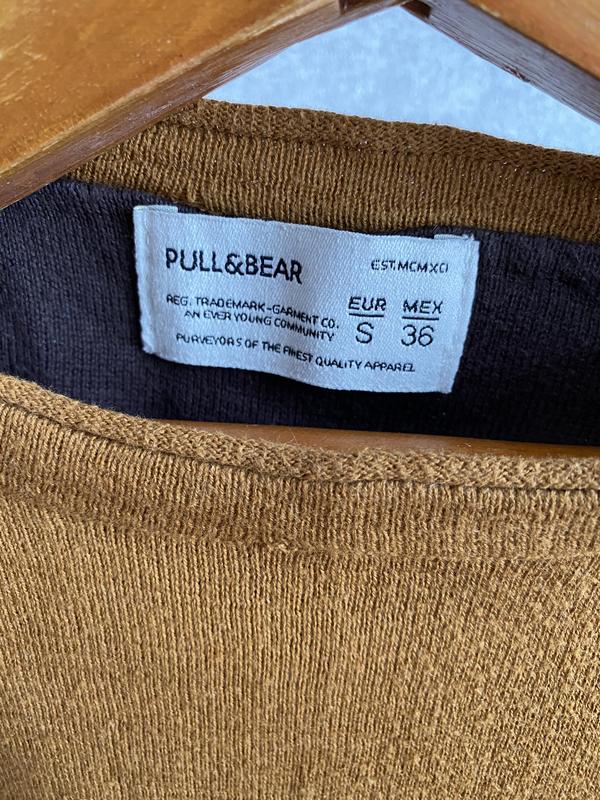 PULL&BEAR
EST.MCMXCI
REG. TRADEMARK-GARMENT CO.
AN EVER YOUNG COMMUNITY
EUR MEX
S 36
PURVEYORS OF THE FINEST QUALITY APPAREL